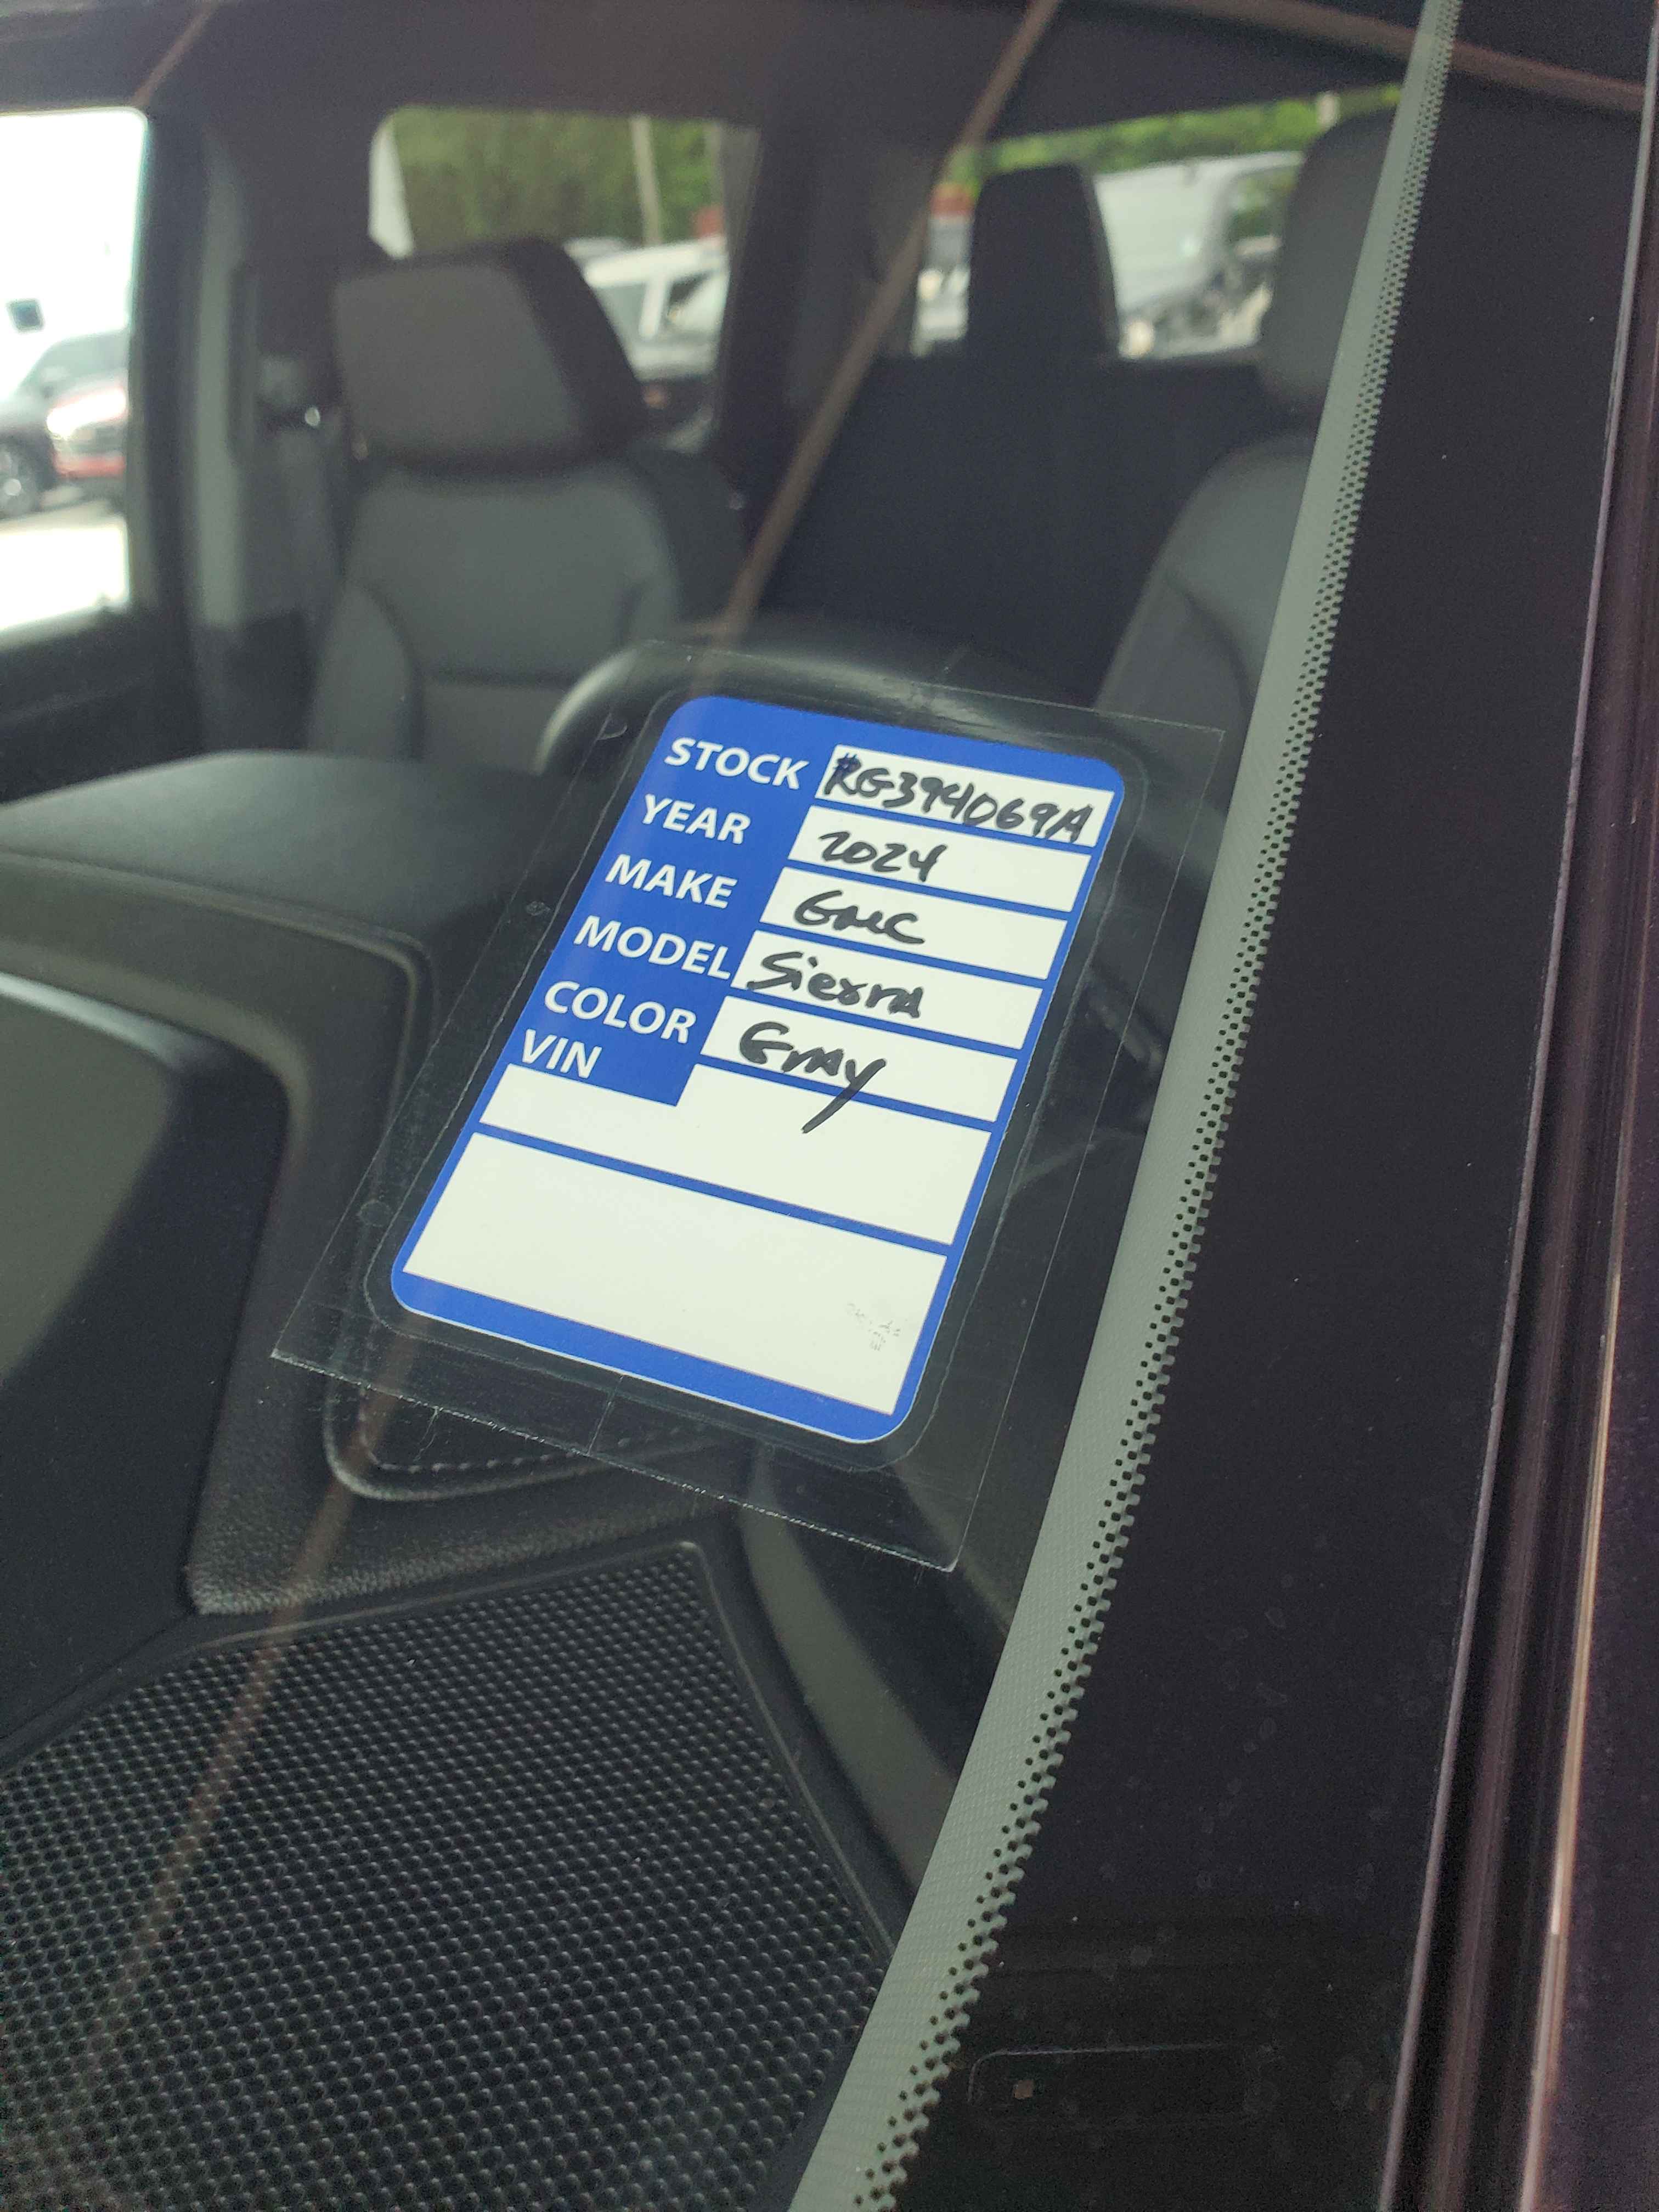 STOCK #RG394069A
YEAR 2024
MAKE GMC
MODEL Sierra
COLOR Gray
VIN